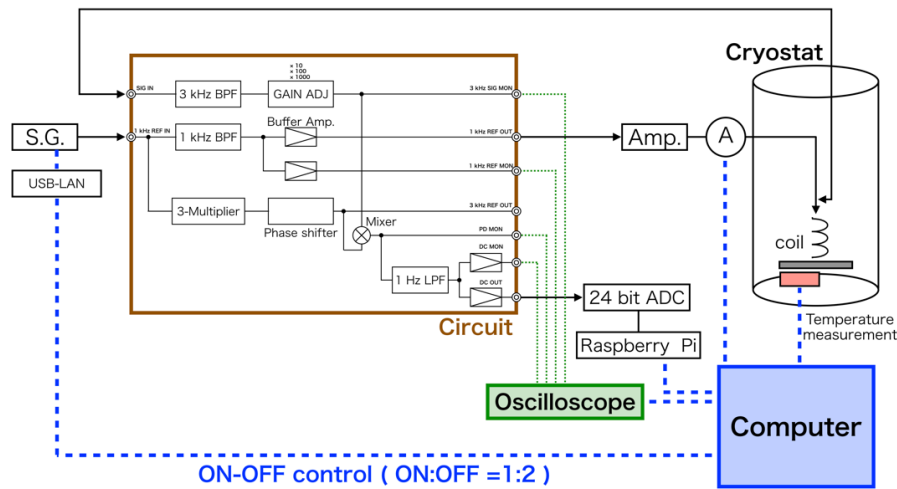 Cryostat
× 10
× 100
× 1000
SIG IN
3 kHz BPF
GAIN ADJ
3 kHz SIG MON
S.G.
1 kHz REF IN
1 kHz BPF
Buffer Amp.
1 kHz REF OUT
Amp.
A
1 kHz REF MON
USB-LAN
3-Multiplier
Phase shifter
3 kHz REF OUT
Mixer
PD MON
coil
DC MON
1 Hz LPF
DC OUT
24 bit ADC
Circuit
Temperature
measurement
Raspberry Pi
Oscilloscope
Computer
ON-OFF control ( ON:OFF =1:2 )